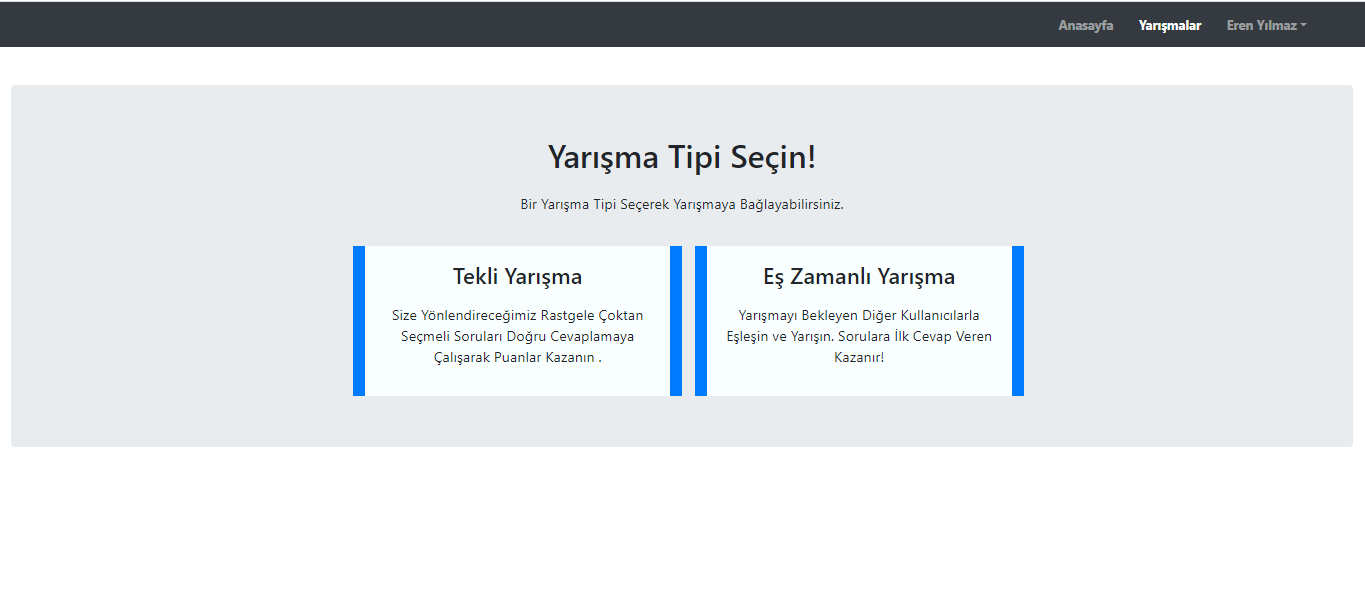 Anasayfa Yarışmalar Eren Yılmaz
Yarışma Tipi Seçin!
Bir Yarışma Tipi Seçerek Yarışmaya Bağlayabilirsiniz.
Tekli Yarışma
Size Yönlendireceğimiz Rastgele Çoktan
Seçmeli Soruları Doğru Cevaplamaya
Çalışarak Puanlar Kazanın .
Eş Zamanlı Yarışma
Yarışmayı Bekleyen Diğer Kullanıcılarla
Eşleşin ve Yarışın. Sorulara İlk Cevap Veren
Kazanır!